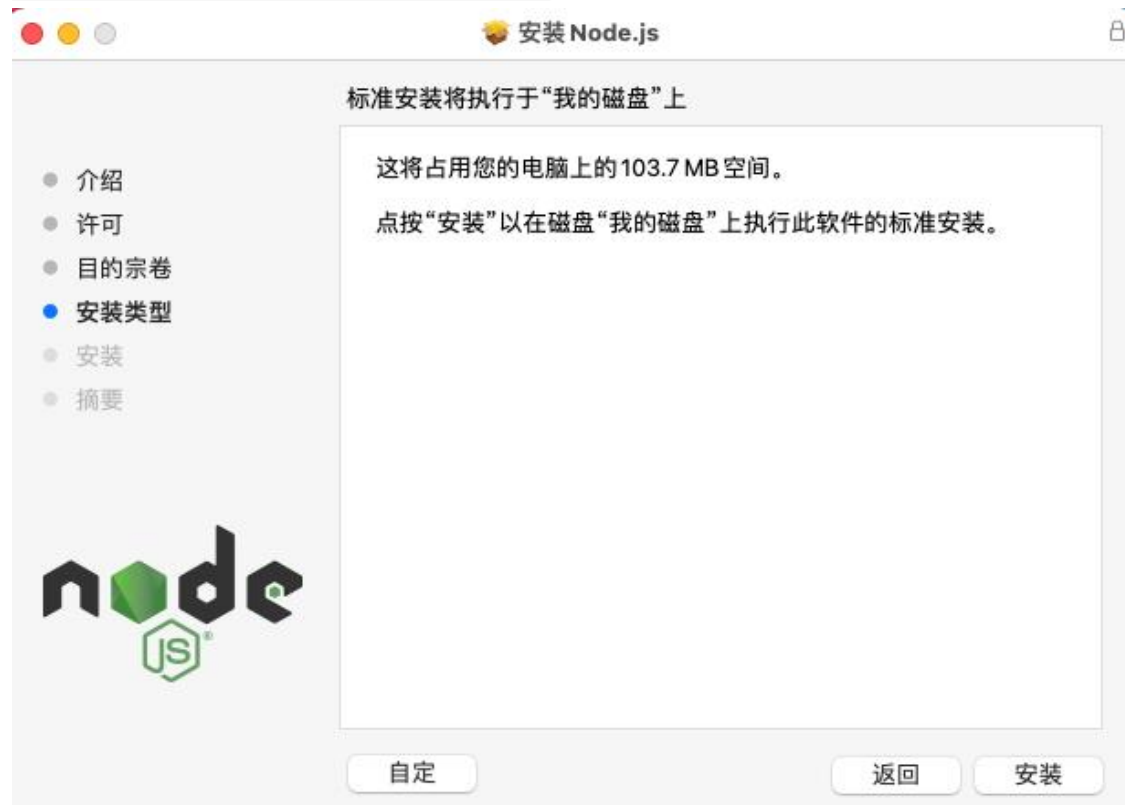 安装 Node.js
标准安装将执行于“我的磁盘”上
这将占用您的电脑上的103.7 MB 空间。
点按“安装”以在磁盘“我的磁盘”上执行此软件的标准安装。
介绍
许可
目的宗卷
安装类型
安装
摘要
node
JS®
自定
返回
安装